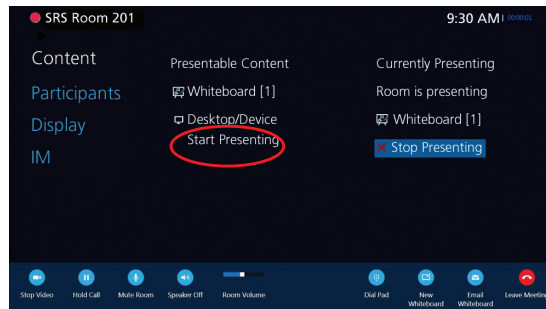 SRS Room 201
9:30 AM
00:00:01
Content
Participants
Display
IM
Presentable Content
Whiteboard [1]
Desktop/Device
Start Presenting
Currently Presenting
Room is presenting
Whiteboard [1]
Stop Presenting
Stop Video
Hold Call
Mute Room
Speaker Off
Room Volume
Dial Pad
New
Whiteboard
Email
Whiteboard
Leave Meetin